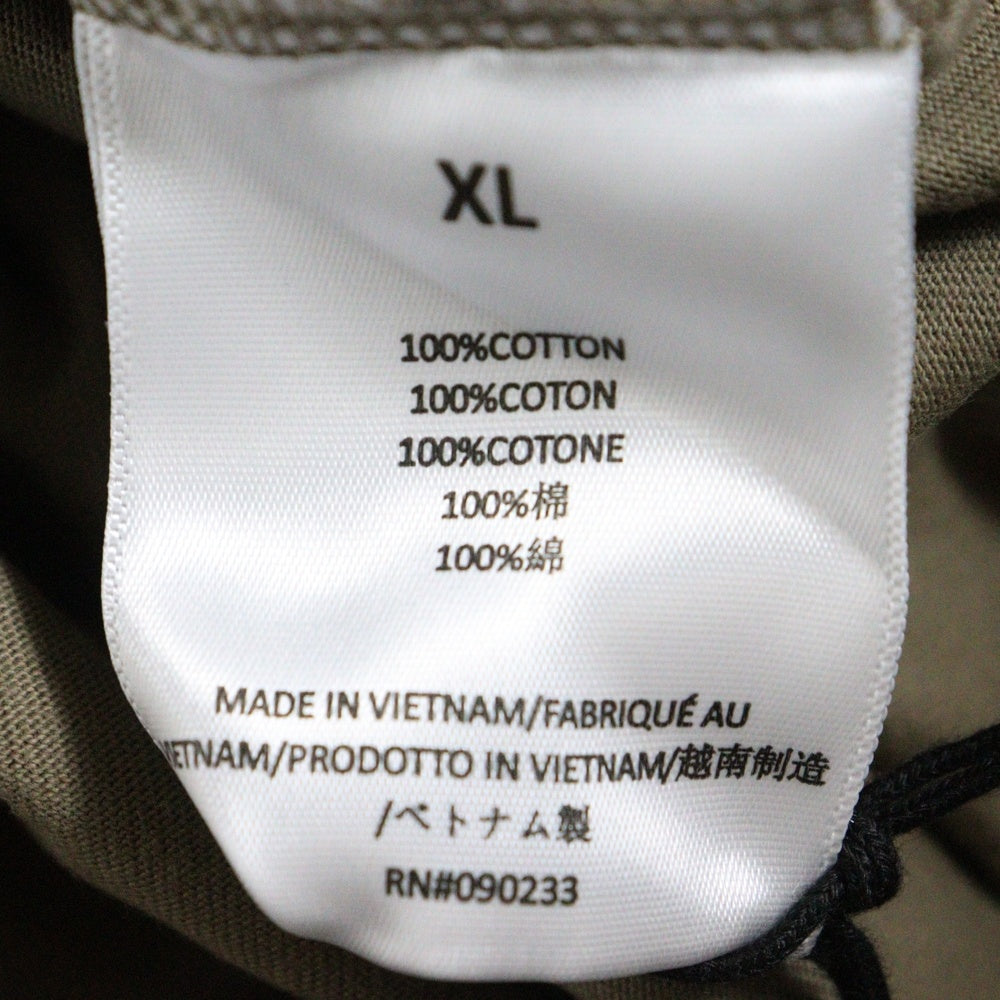 XL
100%COTTON
100%COTON
100%COTONE
100%棉
100%綿
MADE IN VIETNAM/FABRIQUÉ AU
IETNAM/PRODOTTO IN VIETNAM/越南制造
/ベトナム製
RN#090233